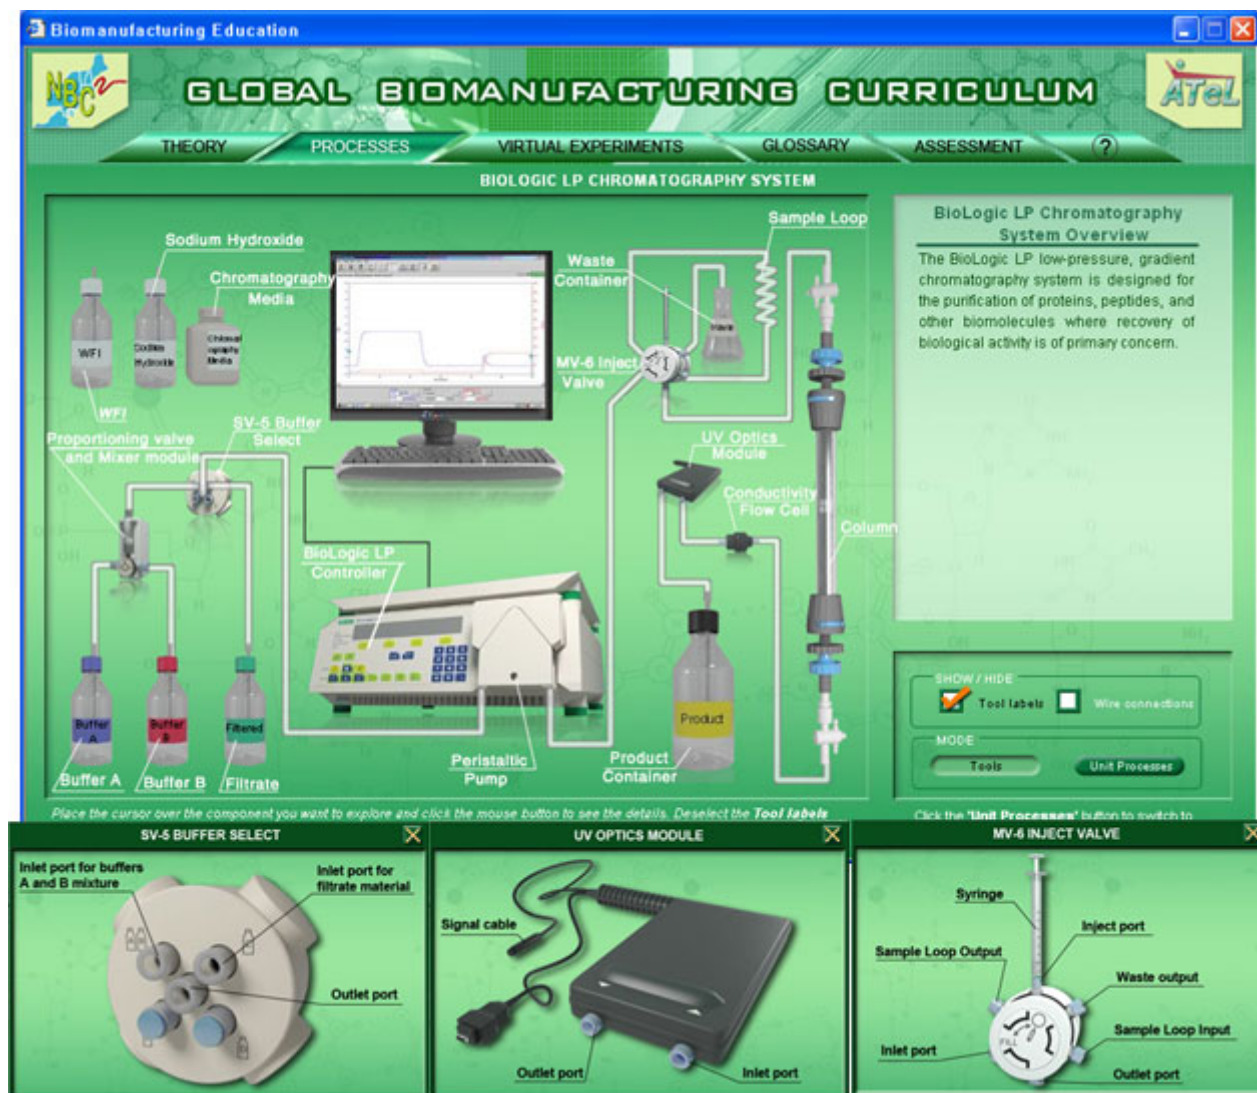 Biomanufacturing Education
NBC2
GLOBAL BIOMANUFACTURING CURRICULUM
ATeL
THEORY
PROCESSES
VIRTUAL EXPERIMENTS
GLOSSARY
ASSESSMENT
?
BIOLOGIC LP CHROMATOGRAPHY SYSTEM
Sodium Hydroxide
Chromatography
Media
WFI
Sodium
Hydroxide
WFI
Proportioning valve
and Mixer module
SV-5 Buffer
Select
Waste
Container
Sample Loop
MV-6 Inject
Valve
UV Optics
Module
Conductivity
Flow Cell
Column
BioLogic LP
Controller
Buffer
A
Buffer
B
Filtered
Buffer A
Buffer B
Filtrate
Peristaltic
Pump
Product
Product
Container
Place the cursor over the component you want to explore and click the mouse button to see the details. Deselect the Tool labels
BioLogic LP Chromatography
System Overview
The BioLogic LP low-pressure, gradient
chromatography system is designed for
the purification of proteins, peptides, and
other biomolecules where recovery of
biological activity is of primary concern.
SHOW / HIDE
Tool labels
Wire connections
MODE
Tools
Unit Processes
Click the "Unit Processes" button to switch to
SV-5 BUFFER SELECT
Inlet port for buffers
A and B mixture
Inlet port for
filtrate material
Outlet port
UV OPTICS MODULE
Signal cable
Outlet port
Inlet port
MV-6 INJECT VALVE
Syringe
Inject port
Sample Loop Output
Waste output
FILL
Sample Loop Input
Inlet port
Outlet port